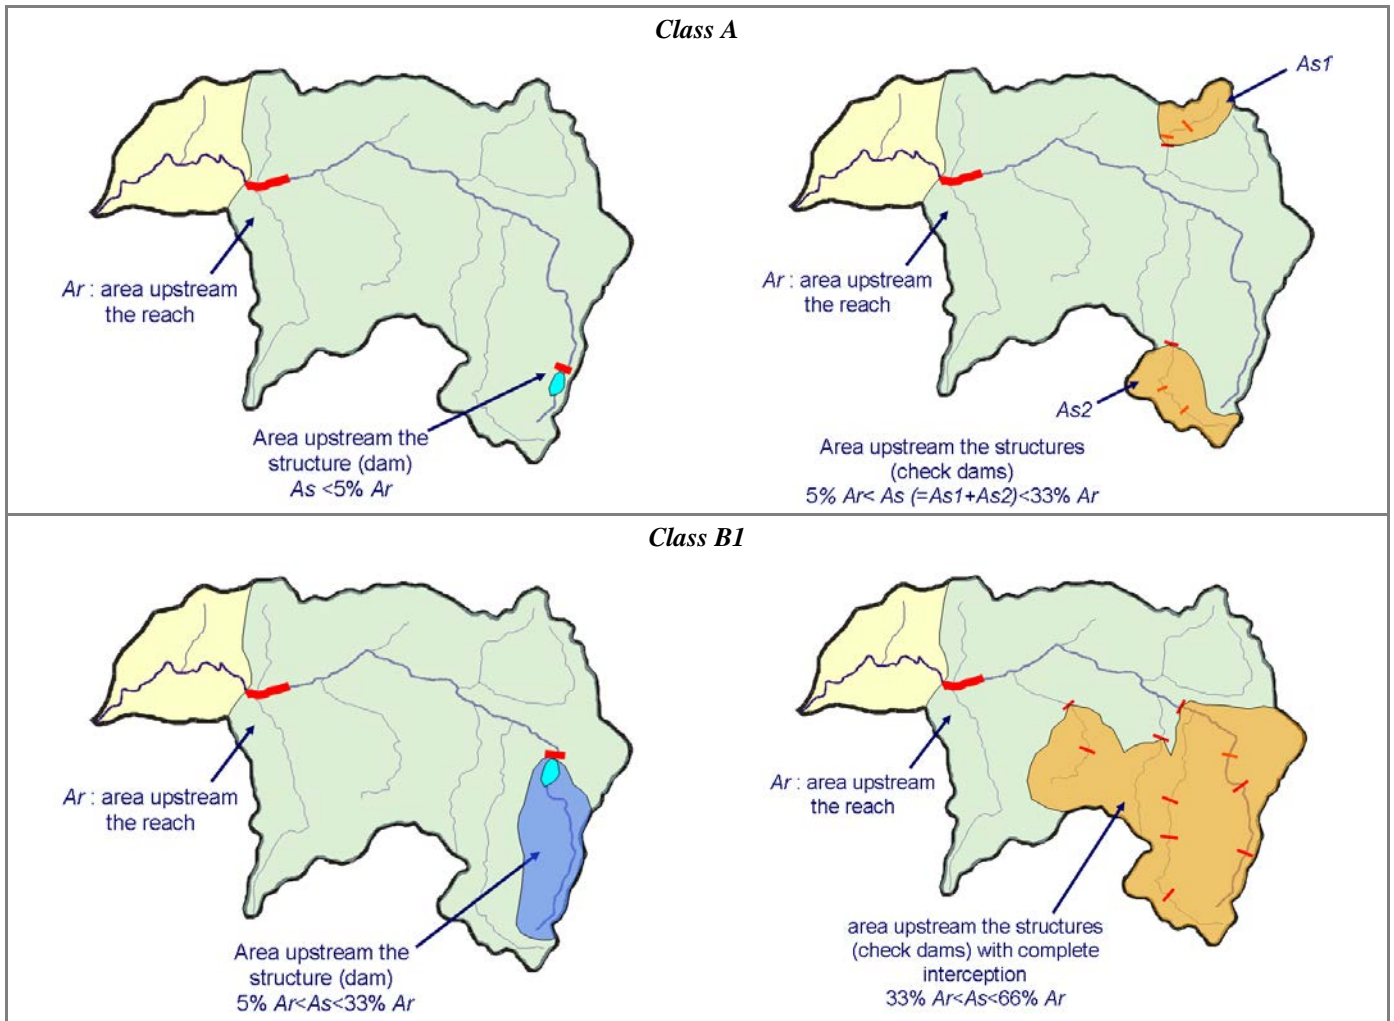 Class A
Ar : area upstream
the reach
Area upstream the
structure (dam)
As <5% Ar
As1
Ar : area upstream
the reach
As2
Area upstream the structures
(check dams)
5% Ar< As (=As1+As2)<33% Ar
Class B1
Ar : area upstream
the reach
Area upstream the
structure (dam)
5% Ar<As<33% Ar
Ar : area upstream
the reach
area upstream the structures
(check dams) with complete
interception
33% Ar<As<66% Ar